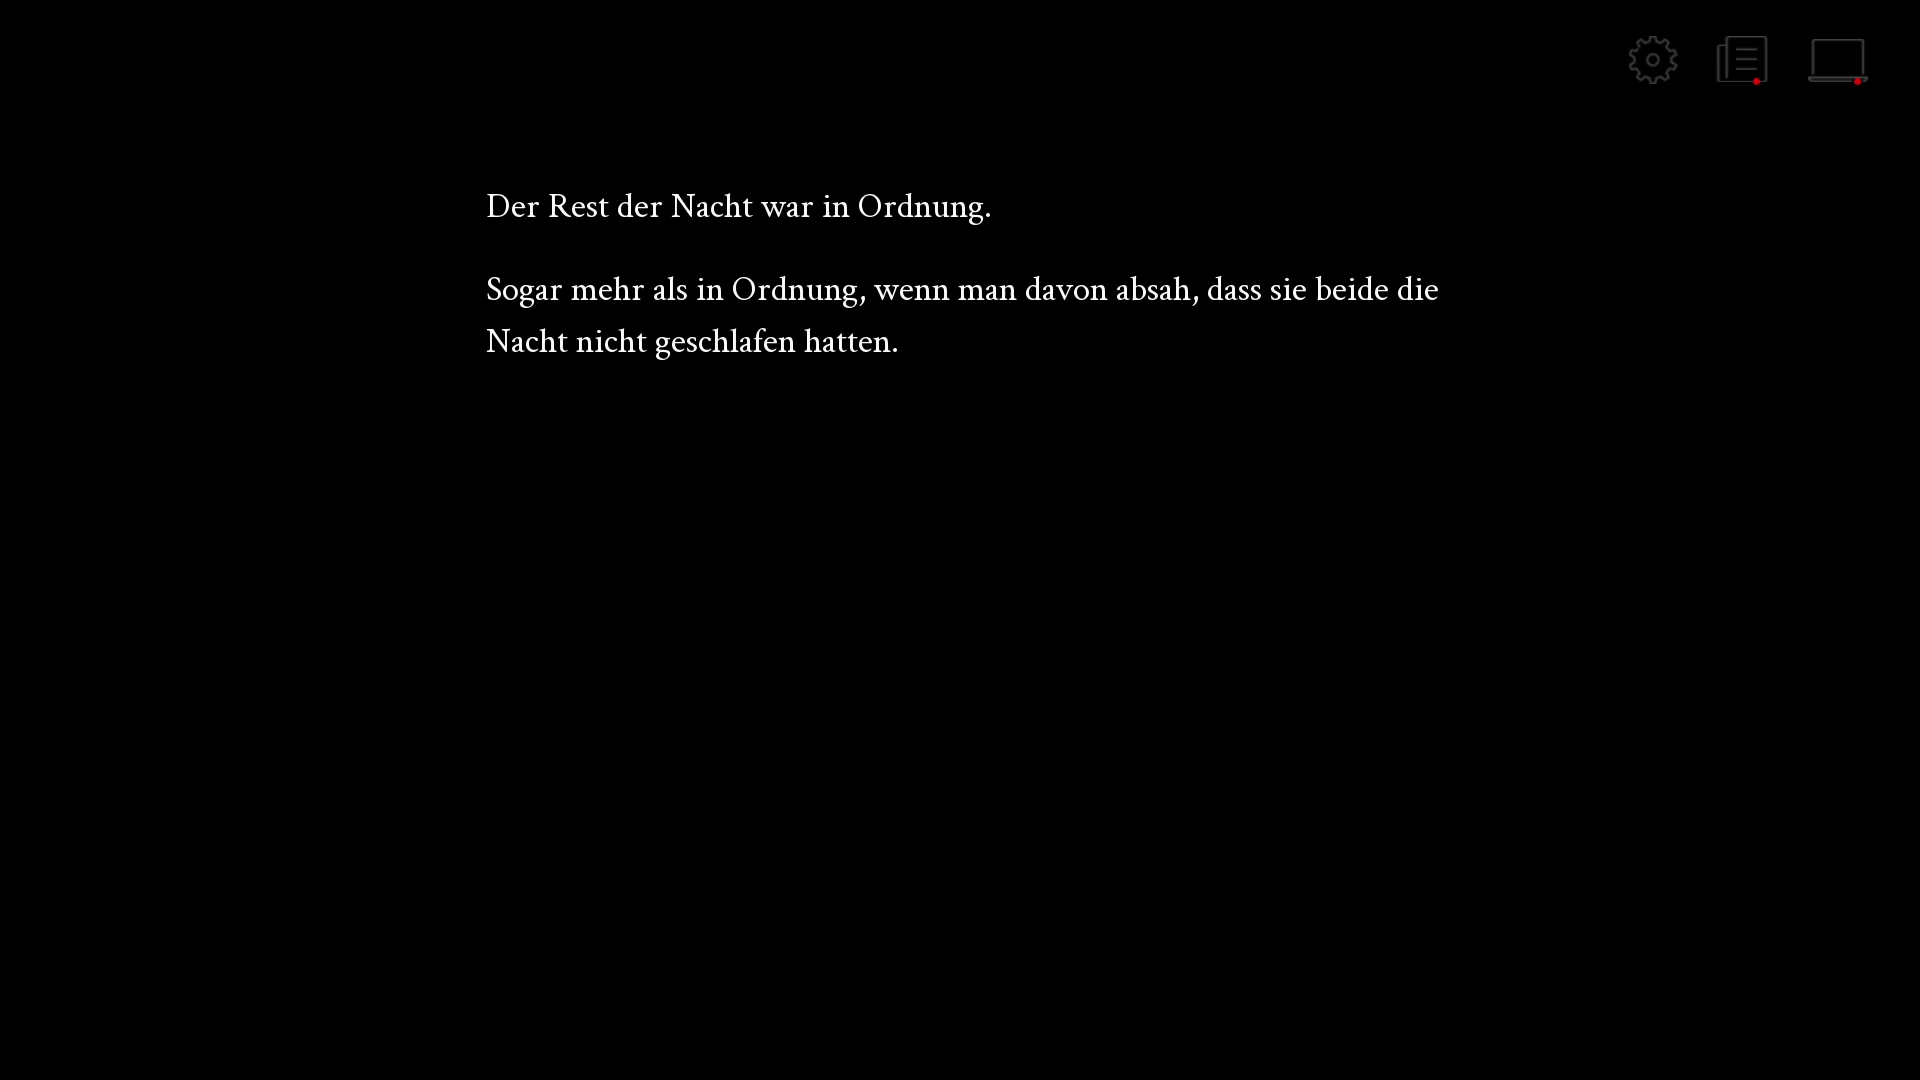 Der Rest der Nacht war in Ordnung.
Sogar mehr als in Ordnung, wenn man davon absah, dass sie beide die
Nacht nicht geschlafen hatten.